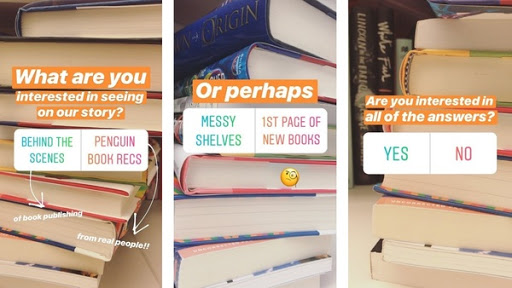 What are you
interested in seeing
on our story?
BEHIND THE
SCENES
PENGUIN
BOOK RECS
of book publishing
from real people!!
ORIGIN
Or perhaps
MESSY
SHELVES
1ST PAGE OF
NEW BOOKS
White Fur
LINCOLN
Are you interested in
all of the answers?
YES
NO